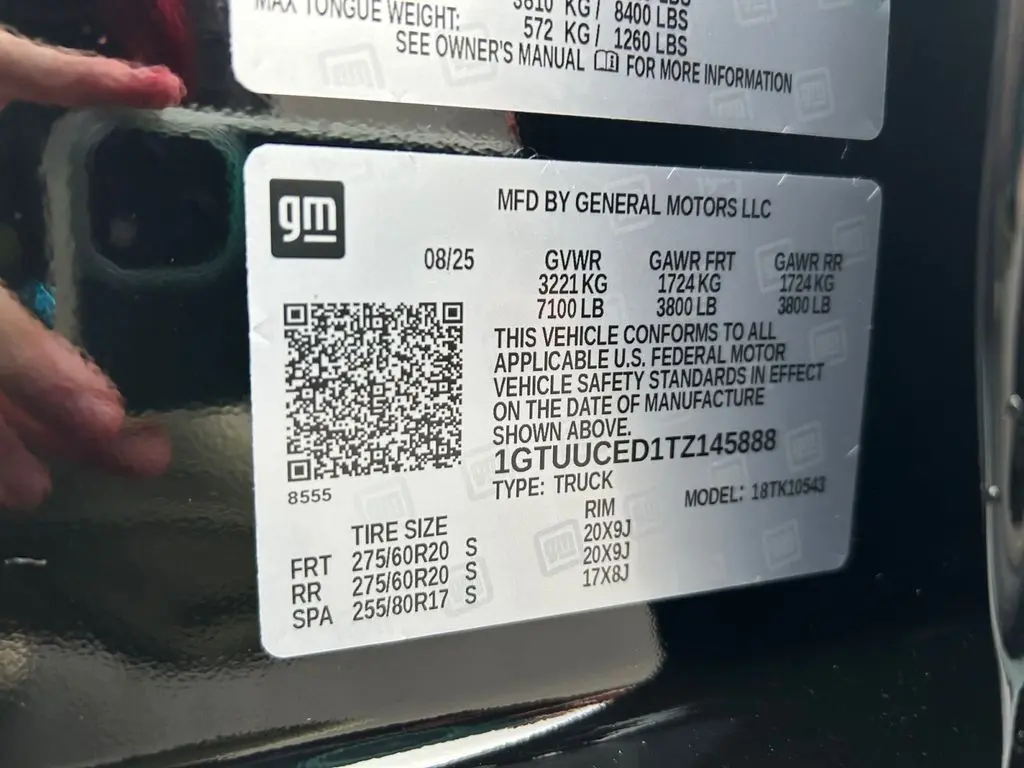 MAX TONGUE WEIGHT:
3810 KG/ 8400 LBS
572 KG/ 1260 LBS
SEE OWNER'S MANUAL FOR MORE INFORMATION
gm
MFD BY GENERAL MOTORS LLC
08/25
GVWR GAWR FRT GAWR RR
3221 KG 1724 KG 1724 KG
7100 LB 3800 LB 3800 LB
THIS VEHICLE CONFORMS TO ALL
APPLICABLE U.S. FEDERAL MOTOR
VEHICLE SAFETY STANDARDS IN EFFECT
ON THE DATE OF MANUFACTURE
SHOWN ABOVE.
1GTUUCED1TZ145888
8555
TYPE: TRUCK MODEL: 18TK10543
TIRE SIZE RIM
FRT 275/60R20 S 20X9J
RR 275/60R20 S 20X9J
SPA 255/80R17 S 17X8J